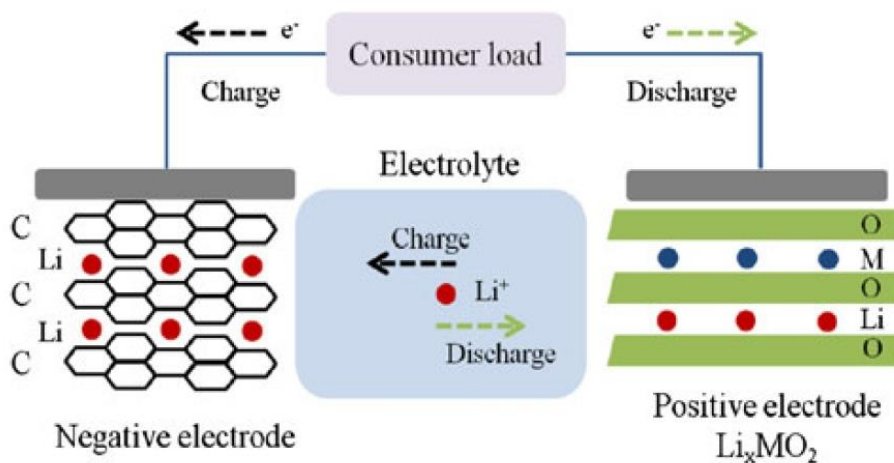 e⁻
Consumer load
e⁻
Charge
Discharge
Electrolyte
C
Li
C
Li
C
Charge
Li⁺
Discharge
O
M
O
Li
O
Negative electrode
Positive electrode
LiₓMO₂